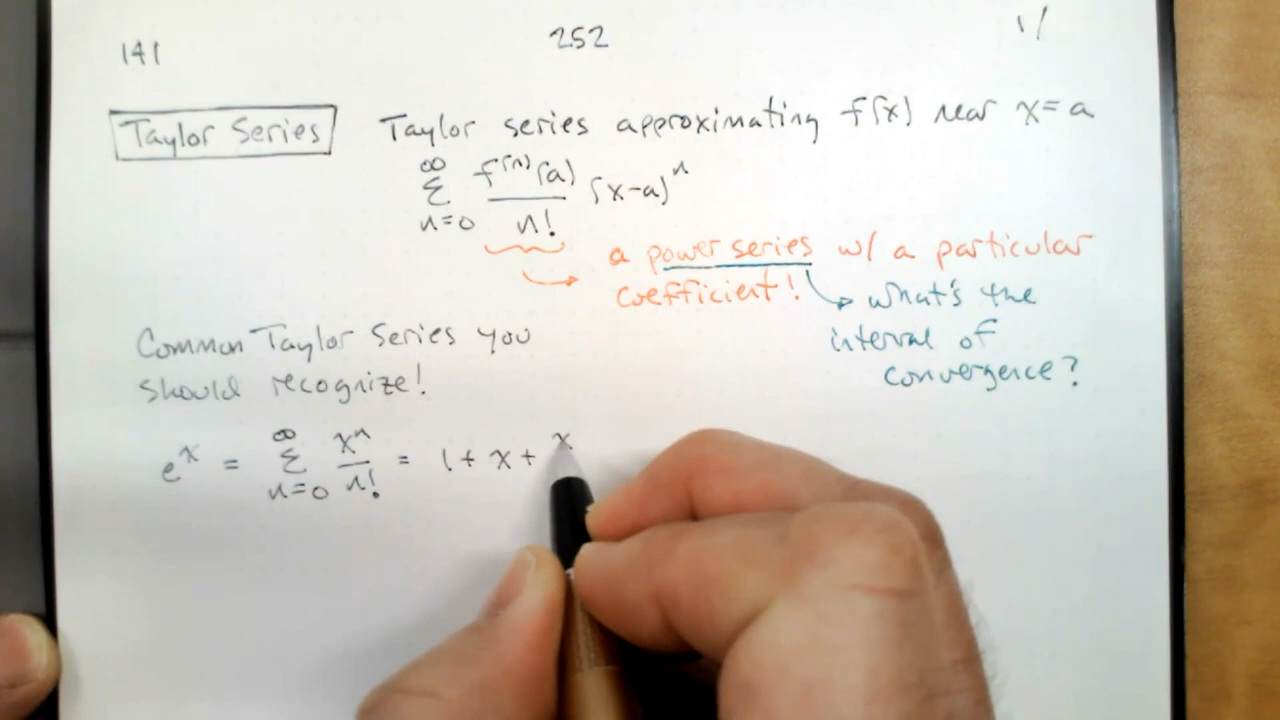 141 252 1/
Taylor Series Taylor series approximating f(x) near x=a
∞ ∑ n=0 f^(n)(a) / n! (x-a)^n
a power series w/ a particular
coefficient! what's the
interval of
convergence?
Common Taylor Series you
should recognize!
e^x = ∞ ∑ n=0 x^n / n! = 1 + x + x